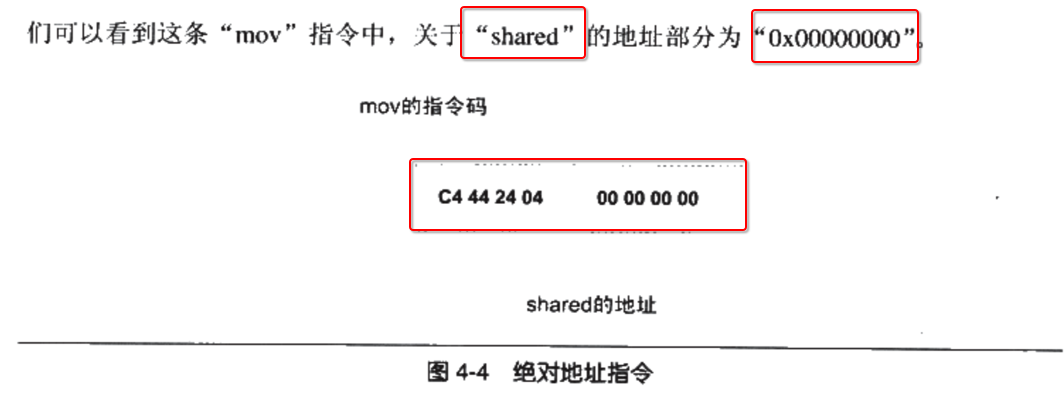 们可以看到这条“mov”指令中，关于“shared”的地址部分为“0x00000000”。
mov的指令码
C4 44 24 04 00 00 00 00
shared的地址
图 4-4 绝对地址指令